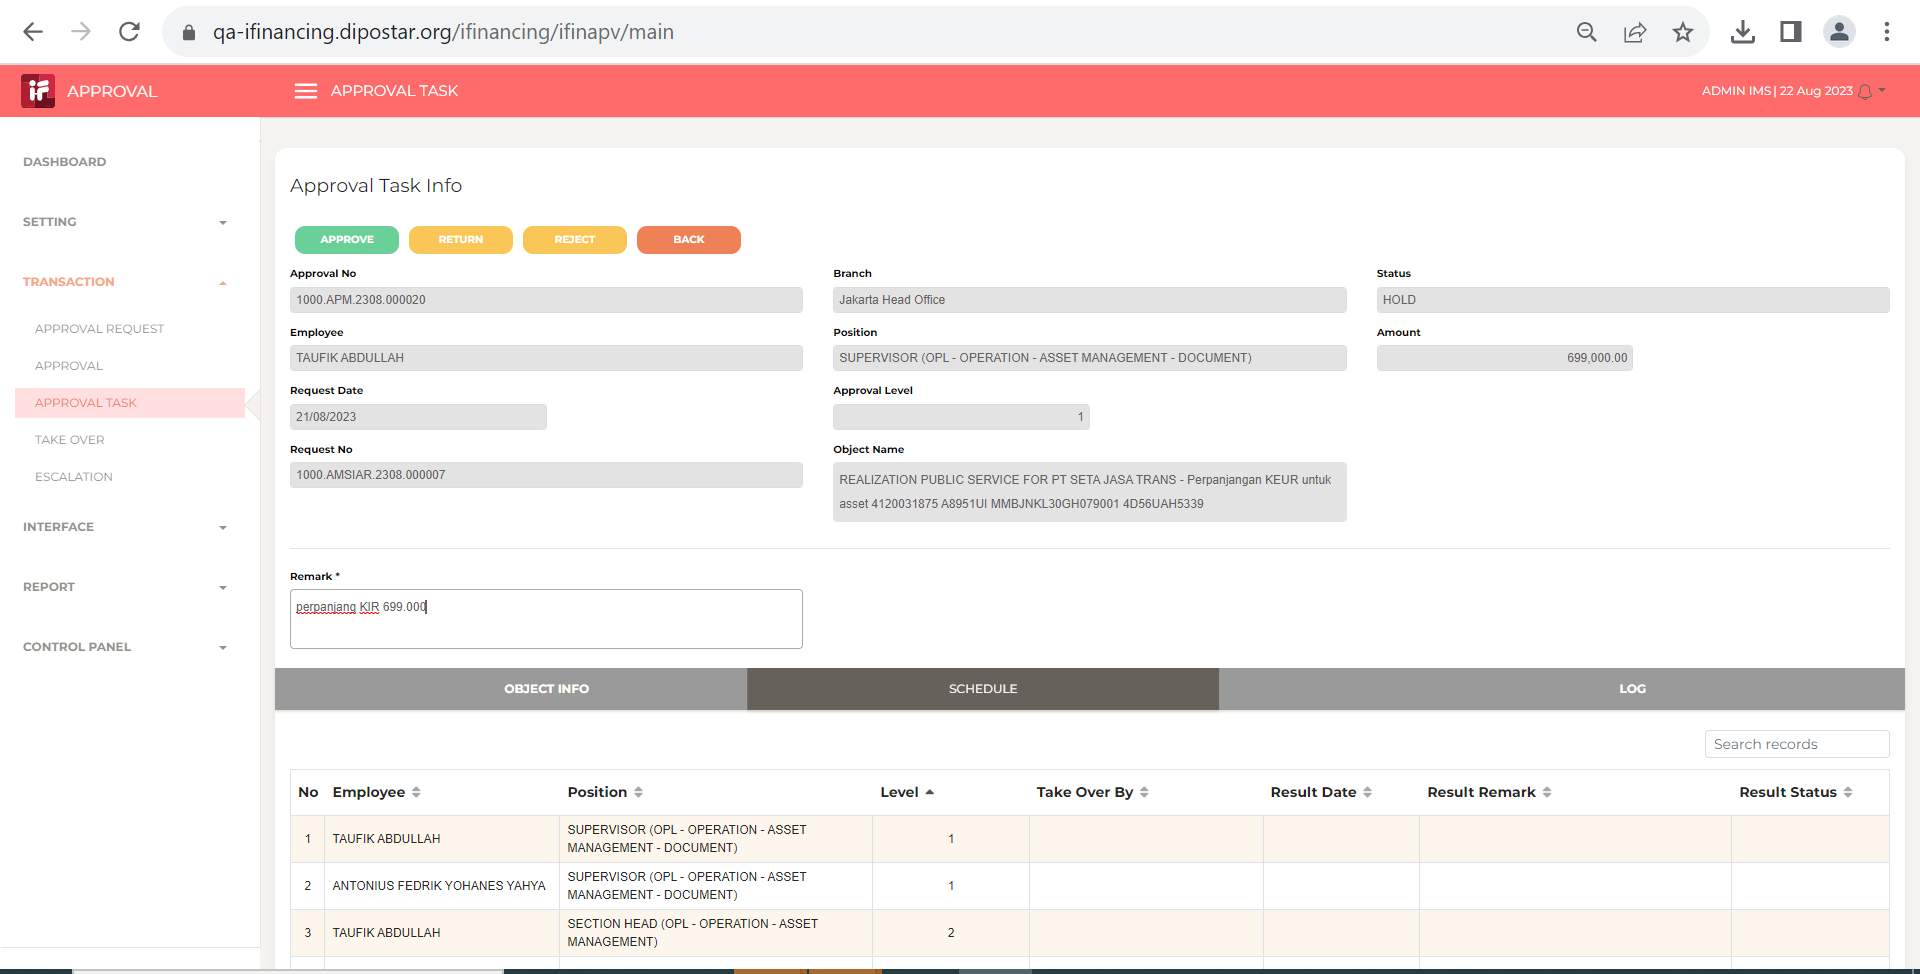 qa-ifinancing.dipostar.org/ifinancing/ifinapv/main
iF APPROVAL
APPROVAL TASK
ADMIN IMS | 22 Aug 2023
DASHBOARD
SETTING
TRANSACTION
APPROVAL REQUEST
APPROVAL
APPROVAL TASK
TAKE OVER
ESCALATION
INTERFACE
REPORT
CONTROL PANEL
Approval Task Info
APPROVE RETURN REJECT BACK
Approval No Branch Status
1000.APM.2308.000020 Jakarta Head Office HOLD
Employee Position Amount
TAUFIK ABDULLAH SUPERVISOR (OPL - OPERATION - ASSET MANAGEMENT - DOCUMENT) 699,000.00
Request Date Approval Level
21/08/2023 1
Request No Object Name
1000.AMSIAR.2308.000007 REALIZATION PUBLIC SERVICE FOR PT SETA JASA TRANS - Perpanjangan KEUR untuk
asset 4120031875 A8951UI MMBJNKL30GH079001 4D56UAH5339
Remark *
perpanjang KIR 699.000
OBJECT INFO SCHEDULE LOG
Search records
No Employee Position Level Take Over By Result Date Result Remark Result Status
1 TAUFIK ABDULLAH SUPERVISOR (OPL - OPERATION - ASSET 1
MANAGEMENT - DOCUMENT)
2 ANTONIUS FEDRIK YOHANES YAHYA SUPERVISOR (OPL - OPERATION - ASSET 1
MANAGEMENT - DOCUMENT)
3 TAUFIK ABDULLAH SECTION HEAD (OPL - OPERATION - ASSET 2
MANAGEMENT)